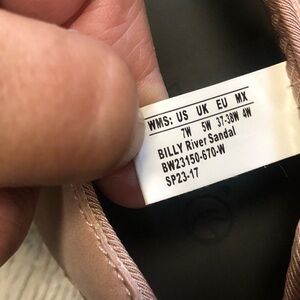 WMS: US UK EU MX
7W 5W 37-38W 4W
BILLY River Sandal
BW23150-670-W
SP23-17